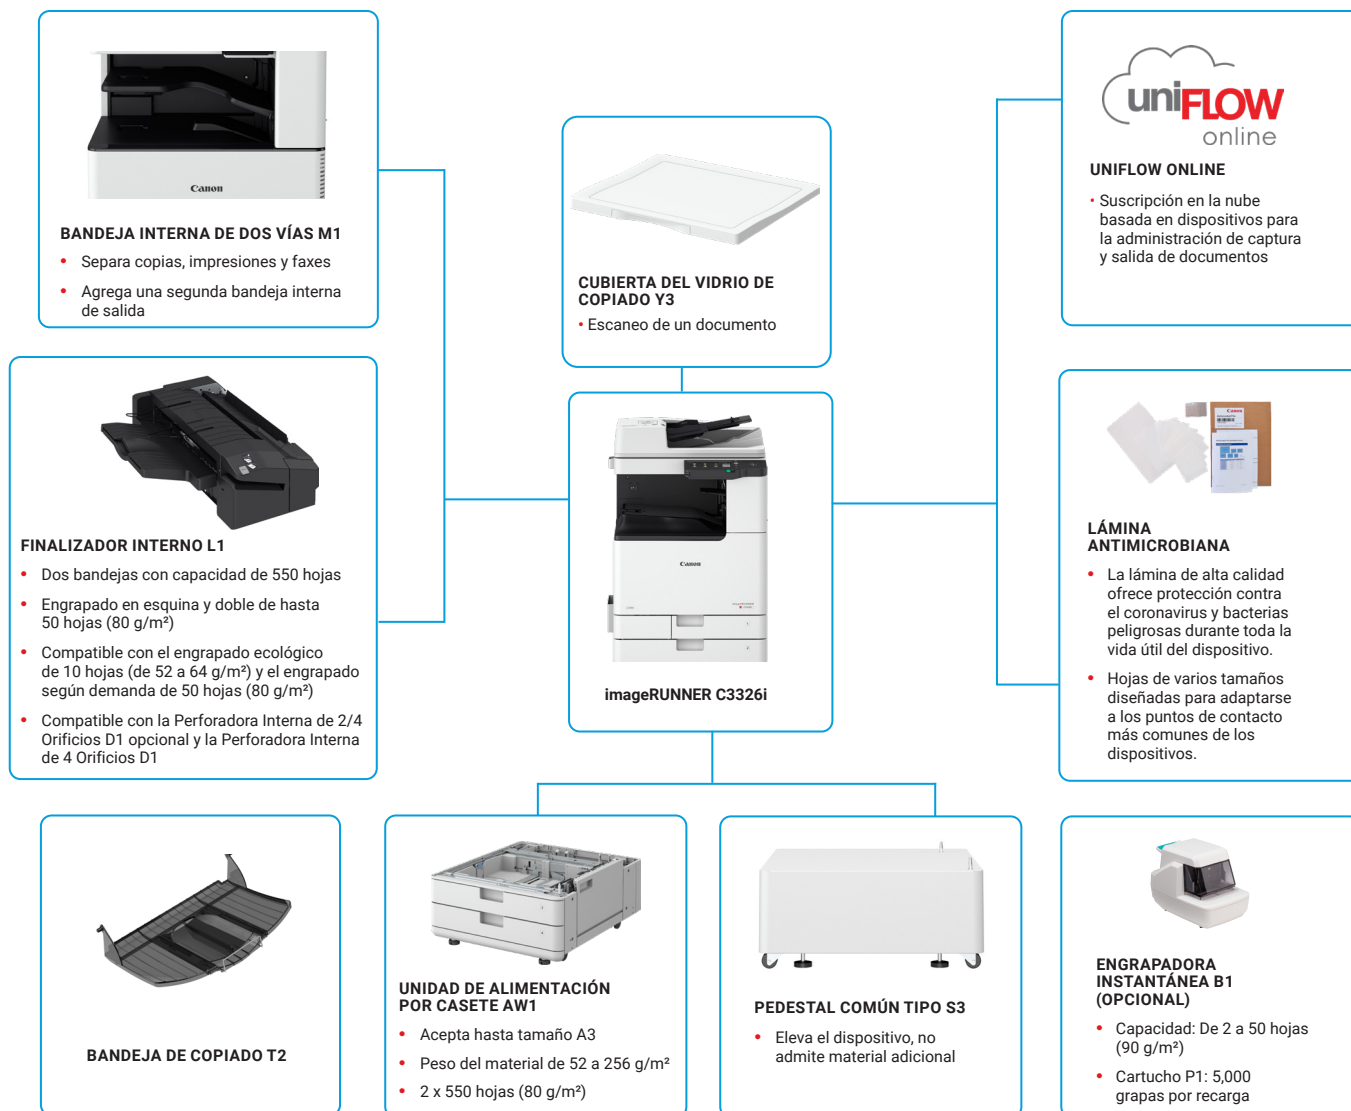 Canon
BANDEJA INTERNA DE DOS VÍAS M1
• Separa copias, impresiones y faxes
• Agrega una segunda bandeja interna
de salida
CUBIERTA DEL VIDRIO DE
COPIADO Y3
• Escaneo de un documento
uniFLOW
online
UNIFLOW ONLINE
• Suscripción en la nube
basada en dispositivos para
la administración de captura
y salida de documentos
FINALIZADOR INTERNO L1
• Dos bandejas con capacidad de 550 hojas
• Engrapado en esquina y doble de hasta
50 hojas (80 g/m²)
• Compatible con el engrapado ecológico
de 10 hojas (de 52 a 64 g/m²) y el engrapado
según demanda de 50 hojas (80 g/m²)
• Compatible con la Perforadora Interna de 2/4
Orificios D1 opcional y la Perforadora Interna
de 4 Orificios D1
Canon
imageRUNNER C3326i
Canon
LÁMINA
ANTIMICROBIANA
• La lámina de alta calidad
ofrece protección contra
el coronavirus y bacterias
peligrosas durante toda la
vida útil del dispositivo.
• Hojas de varios tamaños
diseñadas para adaptarse
a los puntos de contacto
más comunes de los
dispositivos.
BANDEJA DE COPIADO T2
UNIDAD DE ALIMENTACIÓN
POR CASETE AW1
• Acepta hasta tamaño A3
• Peso del material de 52 a 256 g/m²
• 2 x 550 hojas (80 g/m²)
PEDESTAL COMÚN TIPO S3
• Eleva el dispositivo, no
admite material adicional
ENGRAPADORA
INSTANTÁNEA B1
(OPCIONAL)
• Capacidad: De 2 a 50 hojas
(90 g/m²)
• Cartucho P1: 5,000
grapas por recarga